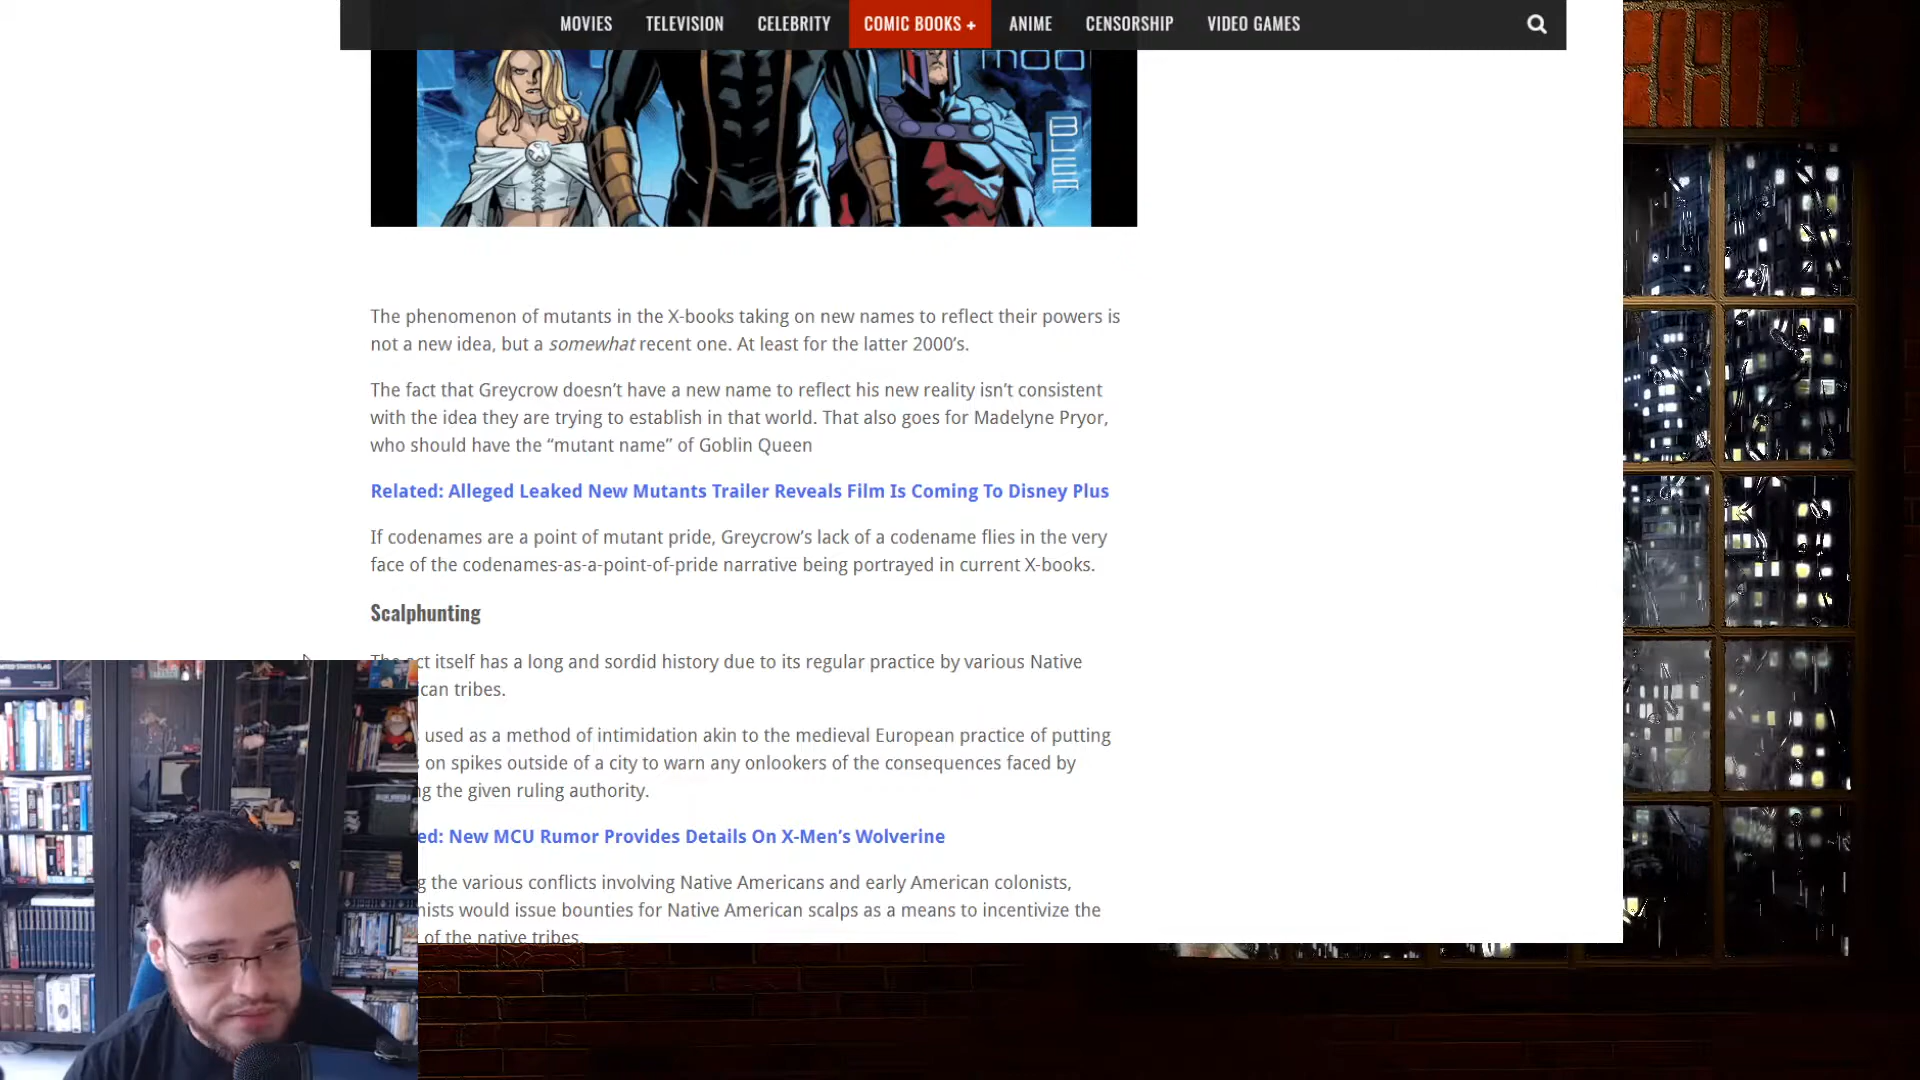 MOVIES TELEVISION CELEBRITY COMIC BOOKS + ANIME CENSORSHIP VIDEO GAMES
The phenomenon of mutants in the X-books taking on new names to reflect their powers is
not a new idea, but a somewhat recent one. At least for the latter 2000’s.
The fact that Greycrow doesn’t have a new name to reflect his new reality isn’t consistent
with the idea they are trying to establish in that world. That also goes for Madelyne Pryor,
who should have the “mutant name” of Goblin Queen
Related: Alleged Leaked New Mutants Trailer Reveals Film Is Coming To Disney Plus
If codenames are a point of mutant pride, Greycrow’s lack of a codename flies in the very
face of the codenames-as-a-point-of-pride narrative being portrayed in current X-books.
Scalphunting
itself has a long and sordid history due to its regular practice by various Native
can tribes.
used as a method of intimidation akin to the medieval European practice of putting
on spikes outside of a city to warn any onlookers of the consequences faced by
g the given ruling authority.
ed: New MCU Rumor Provides Details On X-Men’s Wolverine
g the various conflicts involving Native Americans and early American colonists,
nists would issue bounties for Native American scalps as a means to incentivize the
of the native tribes.